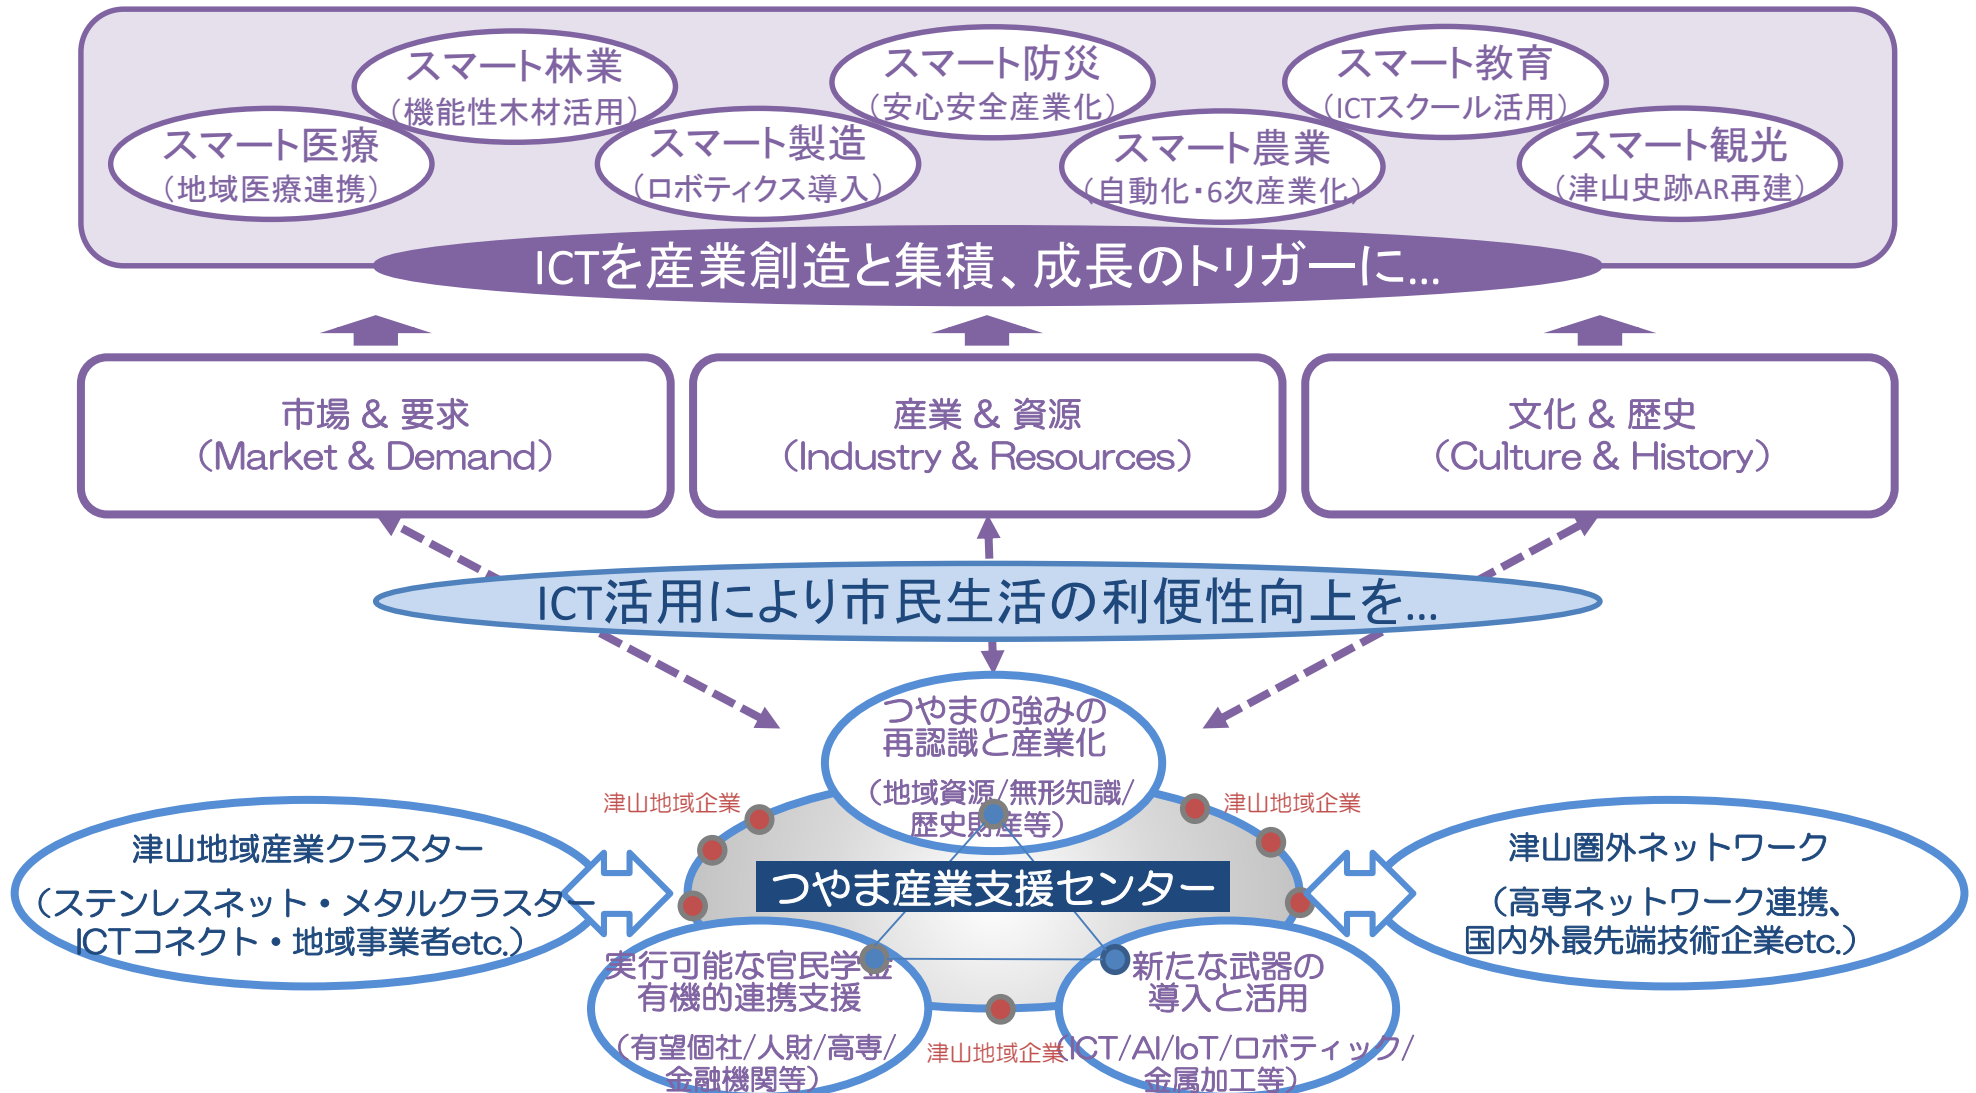 スマート林業
（機能性木材活用）
スマート防災
（安心安全産業化）
スマート教育
（ICTスクール活用）
スマート医療
（地域医療連携）
スマート製造
（ロボティクス導入）
スマート農業
（自動化・6次産業化）
スマート観光
（津山史跡AR再建）
ICTを産業創造と集積、成長のトリガーに…
市場 & 要求
（Market & Demand）
産業 & 資源
（Industry & Resources）
文化 & 歴史
（Culture & History）
ICT活用により市民生活の利便性向上を…
つやまの強みの
再認識と産業化
（地域資源/無形知識/
歴史財産等）
津山地域企業
津山地域企業
津山地域産業クラスター
（ステンレスネット・メタルクラスター
ICTコネクト・地域事業者etc.）
つやま産業支援センター
津山圏外ネットワーク
（高専ネットワーク連携、
国内外最先端技術企業etc.）
実行可能な官民学金
有機的連携支援
（有望個社/人財/高専/
金融機関等）
津山地域企業
新たな武器の
導入と活用
（ICT/AI/IoT/ロボティック/
金属加工等）